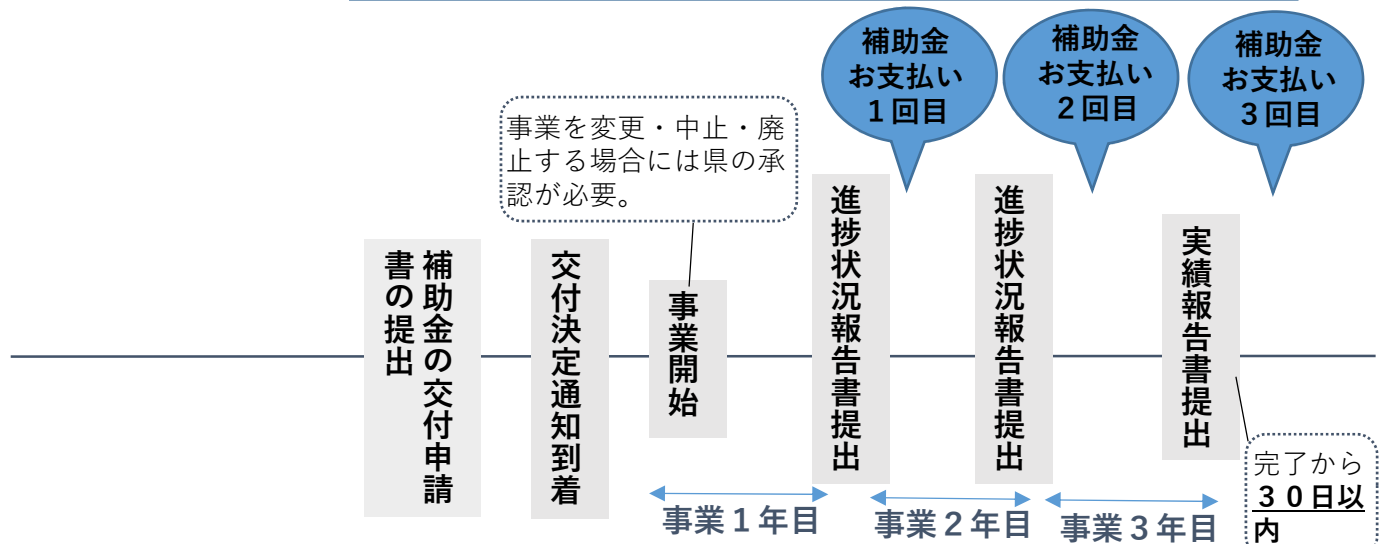 補助金
お支払い
１回目
補助金
お支払い
２回目
補助金
お支払い
３回目
事業を変更・中止・廃
止する場合には県の承
認が必要。
補助金の交付申請
書の提出
交付決定通知到着
事業開始
進捗状況報告書提出
進捗状況報告書提出
実績報告書提出
完了から
３０日以
内
事業１年目
事業２年目
事業３年目